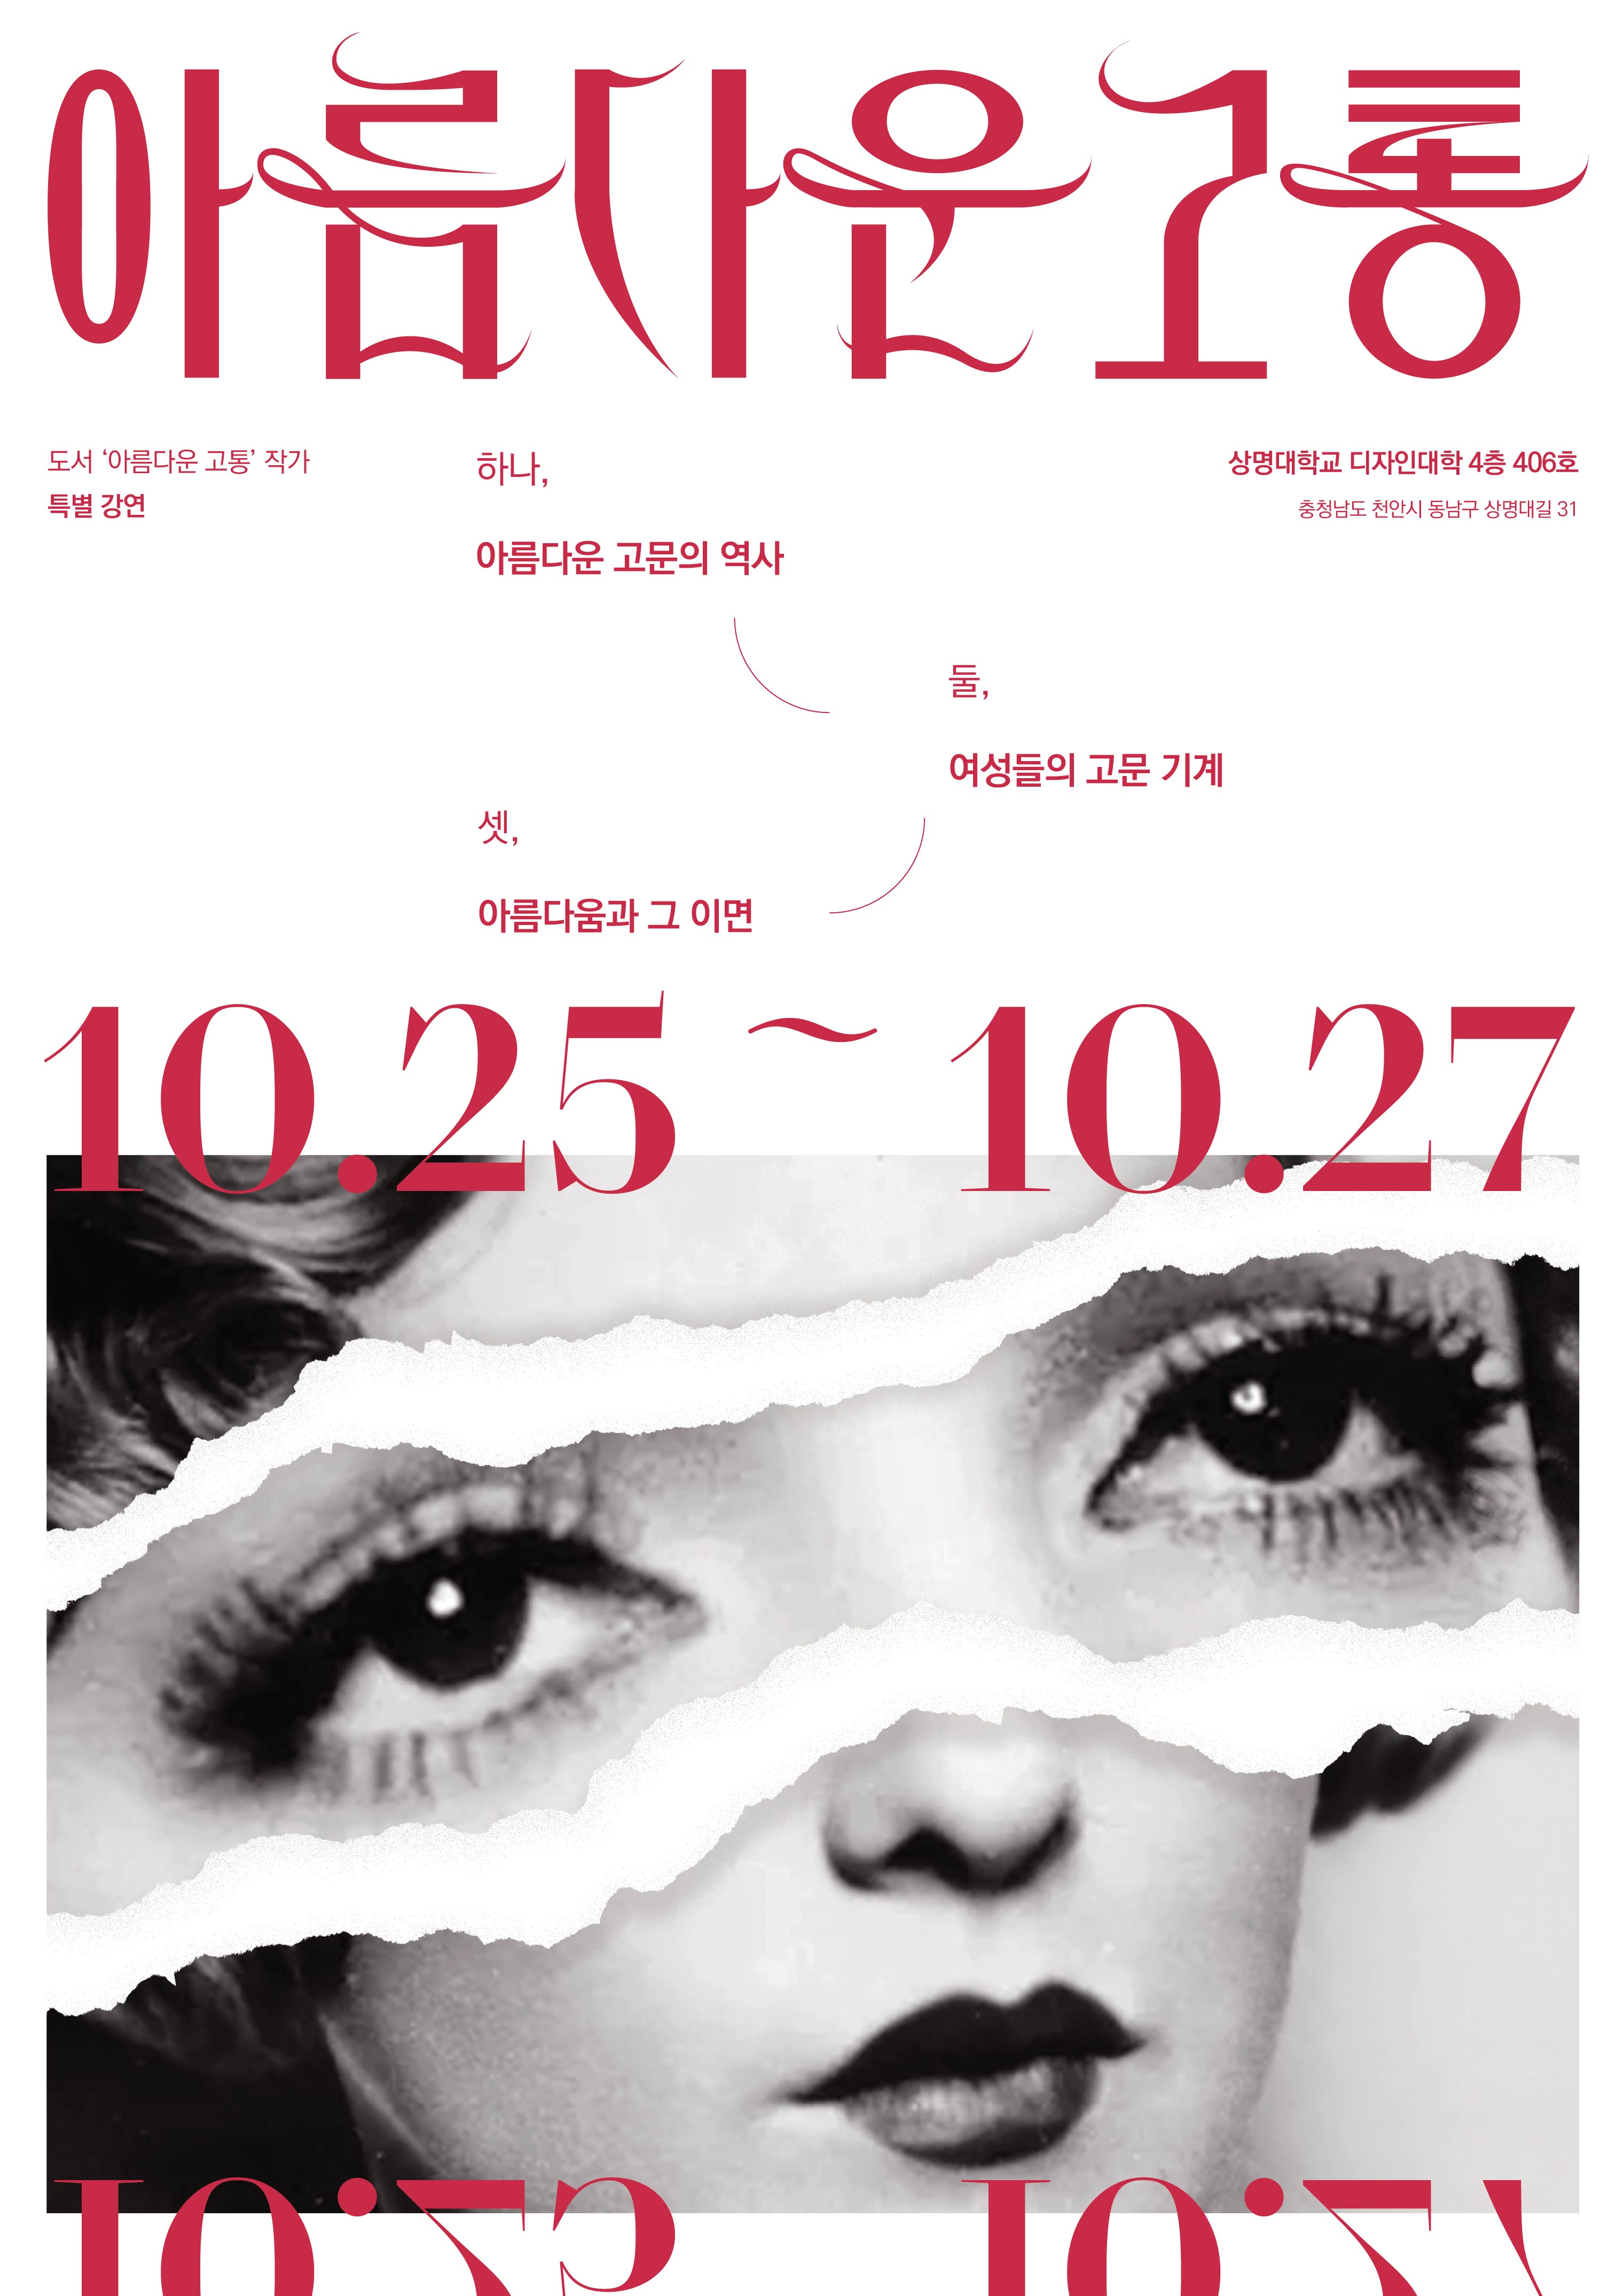 아름다운 고통
도서 ‘아름다운 고통’ 작가
특별 강연
하나,
아름다운 고문의 역사
둘,
여성들의 고문 기계
셋,
아름다움과 그 이면
상명대학교 디자인대학 4층 406호
충청남도 천안시 동남구 상명대길 31
10.25 ~ 10.27
10.25 10.27